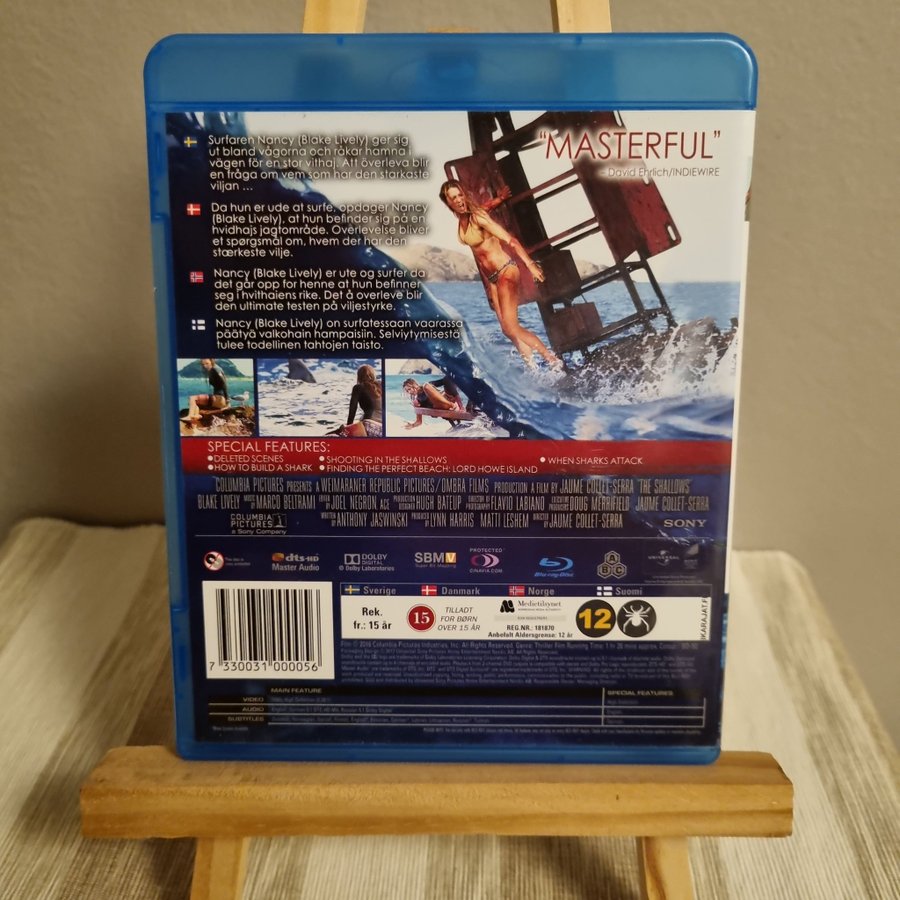 Surfaren Nancy (Blake Lively) ger sig
ut bland vågorna och råkar hamna i
vägen för en stor vithaj. Att överleva blir
en fråga om vem som har den starkaste
viljan ...
"MASTERFUL"
– David Ehrlich/INDIEWIRE
Da hun er ude at surfe, opdager Nancy
(Blake Lively), at hun befinder sig på en
hvidhajs jagtområde. Overlevelse bliver
et spørgsmål om, hvem der har den
stærkeste vilje.
Nancy (Blake Lively) er ute og surfer da
det går opp for henne at hun befinner
seg i hvithaiens rike. Det å overleve blir
den ultimate testen på viljestyrke.
Nancy (Blake Lively) on surfatessaan vaarassa
päätyä valkohain hampaisiin. Selviytymisestä
tulee todellinen tahtojen taisto.
SPECIAL FEATURES:
•DELETED SCENES •SHOOTING IN THE SHALLOWS •WHEN SHARKS ATTACK
•HOW TO BUILD A SHARK •FINDING THE PERFECT BEACH: LORD HOWE ISLAND
COLUMBIA PICTURES PRESENTS A WEIMARANER REPUBLIC PICTURES/OMBRA FILMS PRODUCTION A FILM BY JAUME COLLET-SERRA "THE SHALLOWS"
BLAKE LIVELY MUSIC BY MARCO BELTRAMI EDITOR JOEL NEGRON, ACE PRODUCTION DESIGNER HUGH BATEUP DIRECTOR OF PHOTOGRAPHY FLAVIO LABIANO EXECUTIVE PRODUCERS DOUG MERRIFIELD JAUME COLLET-SERRA
WRITTEN BY ANTHONY JASWINSKI PRODUCED BY LYNN HARRIS MATTI LESHEM DIRECTED BY JAUME COLLET-SERRA
COLUMBIA
PICTURES
a Sony Company
SONY
dts-HD
Master Audio
DOLBY
DIGITAL
© Dolby Laboratories
SBMV
Super Bit Mapping
PROTECTED
CINAVIA.COM
Blu-ray Disc
A
B
C
UNIVERSAL
Sverige Danmark Norge Suomi
Rek.
fr.: 15 år
15
TILLADT
FOR BØRN
OVER 15 ÅR
Medietilsynet
REG.NR. 181870
Anbefalt Aldersgrense: 12 år
12
7 330031 000056
MAIN FEATURE SPECIAL FEATURES
VIDEO
AUDIO
SUBTITLES